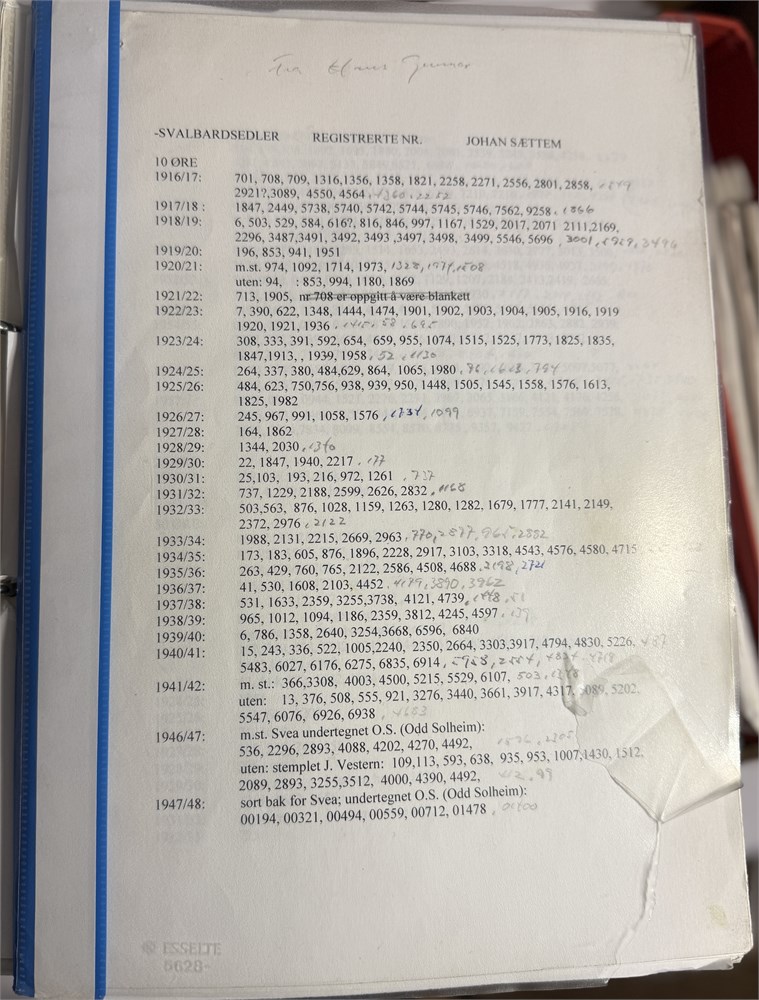 -SVALBARDSEDLER REGISTRERTE NR. JOHAN SÆTTEM
10 ØRE
1916/17: 701, 708, 709, 1316,1356, 1358, 1821, 2258, 2271, 2556, 2801, 2858,
2921?,3089, 4550, 4564
1917/18 : 1847, 2449, 5738, 5740, 5742, 5744, 5745, 5746, 7562, 9258
1918/19: 6, 503, 529, 584, 616?, 816, 846, 997, 1167, 1529, 2017, 2071 2111,2169,
2296, 3487,3491, 3492, 3493 ,3497, 3498, 3499, 5546, 5696
1919/20: 196, 853, 941, 1951
1920/21: m.st. 974, 1092, 1714, 1973,
uten: 94, : 853, 994, 1180, 1869
1921/22: 713, 1905, nr 708 er oppgitt å være blankett
1922/23: 7, 390, 622, 1348, 1444, 1474, 1901, 1902, 1903, 1904, 1905, 1916, 1919
1920, 1921, 1936
1923/24: 308, 333, 391, 592, 654, 659, 955, 1074, 1515, 1525, 1773, 1825, 1835,
1847,1913, , 1939, 1958, 52, 1130
1924/25: 264, 337, 380, 484,629, 864, 1065, 1980
1925/26: 484, 623, 750,756, 938, 939, 950, 1448, 1505, 1545, 1558, 1576, 1613,
1825, 1982
1926/27: 245, 967, 991, 1058, 1576, 1734, 1099
1927/28: 164, 1862
1928/29: 1344, 2030
1929/30: 22, 1847, 1940, 2217
1930/31: 25,103, 193, 216, 972, 1261
1931/32: 737, 1229, 2188, 2599, 2626, 2832, 1168
1932/33: 503,563, 876, 1028, 1159, 1263, 1280, 1282, 1679, 1777, 2141, 2149,
2372, 2976, 2122
1933/34: 1988, 2131, 2215, 2669, 2963
1934/35: 173, 183, 605, 876, 1896, 2228, 2917, 3103, 3318, 4543, 4576, 4580, 4715
1935/36: 263, 429, 760, 765, 2122, 2586, 4508, 4688. 2198, 2721
1936/37: 41, 530, 1608, 2103, 4452
1937/38: 531, 1633, 2359, 3255,3738, 4121, 4739,
1938/39: 965, 1012, 1094, 1186, 2359, 3812, 4245, 4597
1939/40: 6, 786, 1358, 2640, 3254,3668, 6596, 6840
1940/41: 15, 243, 336, 522, 1005,2240, 2350, 2664, 3303,3917, 4794, 4830, 5226,
5483, 6027, 6176, 6275, 6835, 6914
1941/42: m. st.: 366,3308, 4003, 4500, 5215, 5529, 6107,
uten: 13, 376, 508, 555, 921, 3276, 3440, 3661, 3917, 4317, 5202,
5547, 6076, 6926, 6938
1946/47: m.st. Svea undertegnet O.S. (Odd Solheim):
536, 2296, 2893, 4088, 4202, 4270, 4492,
uten: stemplet J. Vestern: 109,113, 593, 638, 935, 953, 1007,1430, 1512,
2089, 2893, 3255,3512, 4000, 4390, 4492,
1947/48: sort bak for Svea; undertegnet O.S. (Odd Solheim):
00194, 00321, 00494, 00559, 00712, 01478
ESSELTE
5628-